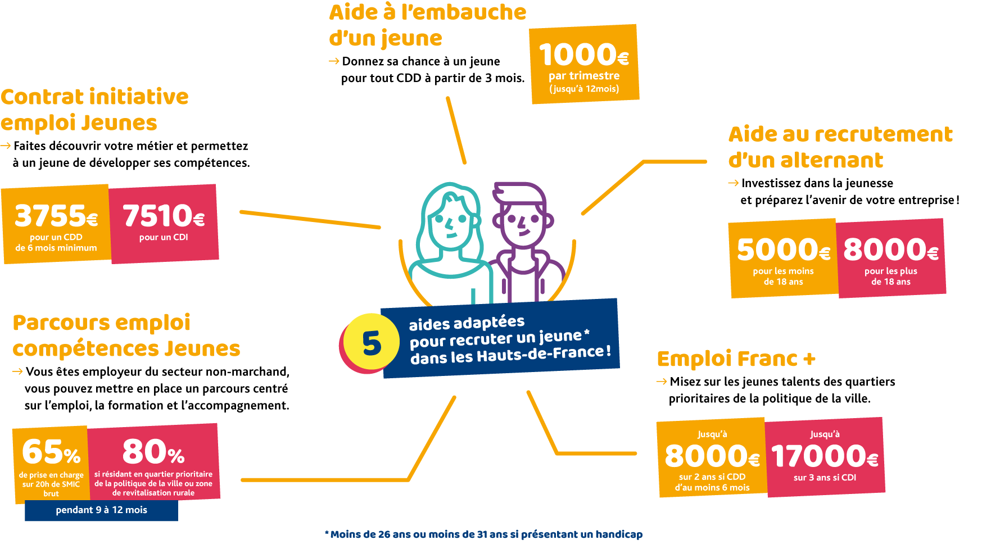 Aide à l'embauche
d'un jeune
→ Donnez sa chance à un jeune
pour tout CDD à partir de 3 mois.
1000€
par trimestre
(jusqu'à 12mois)
Contrat initiative
emploi Jeunes
→ Faites découvrir votre métier et permettez
à un jeune de développer ses compétences.
3755€
pour un CDD
de 6 mois minimum
7510€
pour un CDI
Aide au recrutement
d'un alternant
→ Investissez dans la jeunesse
et préparez l'avenir de votre entreprise !
5000€
pour les moins
de 18 ans
8000€
pour les plus
de 18 ans
5
aides adaptées
pour recruter un jeune*
dans les Hauts-de-France !
Parcours emploi
compétences Jeunes
→ Vous êtes employeur du secteur non-marchand,
vous pouvez mettre en place un parcours centré
sur l'emploi, la formation et l'accompagnement.
65%
de prise en charge
sur 20h de SMIC
brut
80%
si résidant en quartier prioritaire
de la politique de la ville ou zone
de revitalisation rurale
pendant 9 à 12 mois
Emploi Franc +
→ Misez sur les jeunes talents des quartiers
prioritaires de la politique de la ville.
Jusqu'à
8000€
sur 2 ans si CDD
d'au moins 6 mois
Jusqu'à
17000€
sur 3 ans si CDI
* Moins de 26 ans ou moins de 31 ans si présentant un handicap